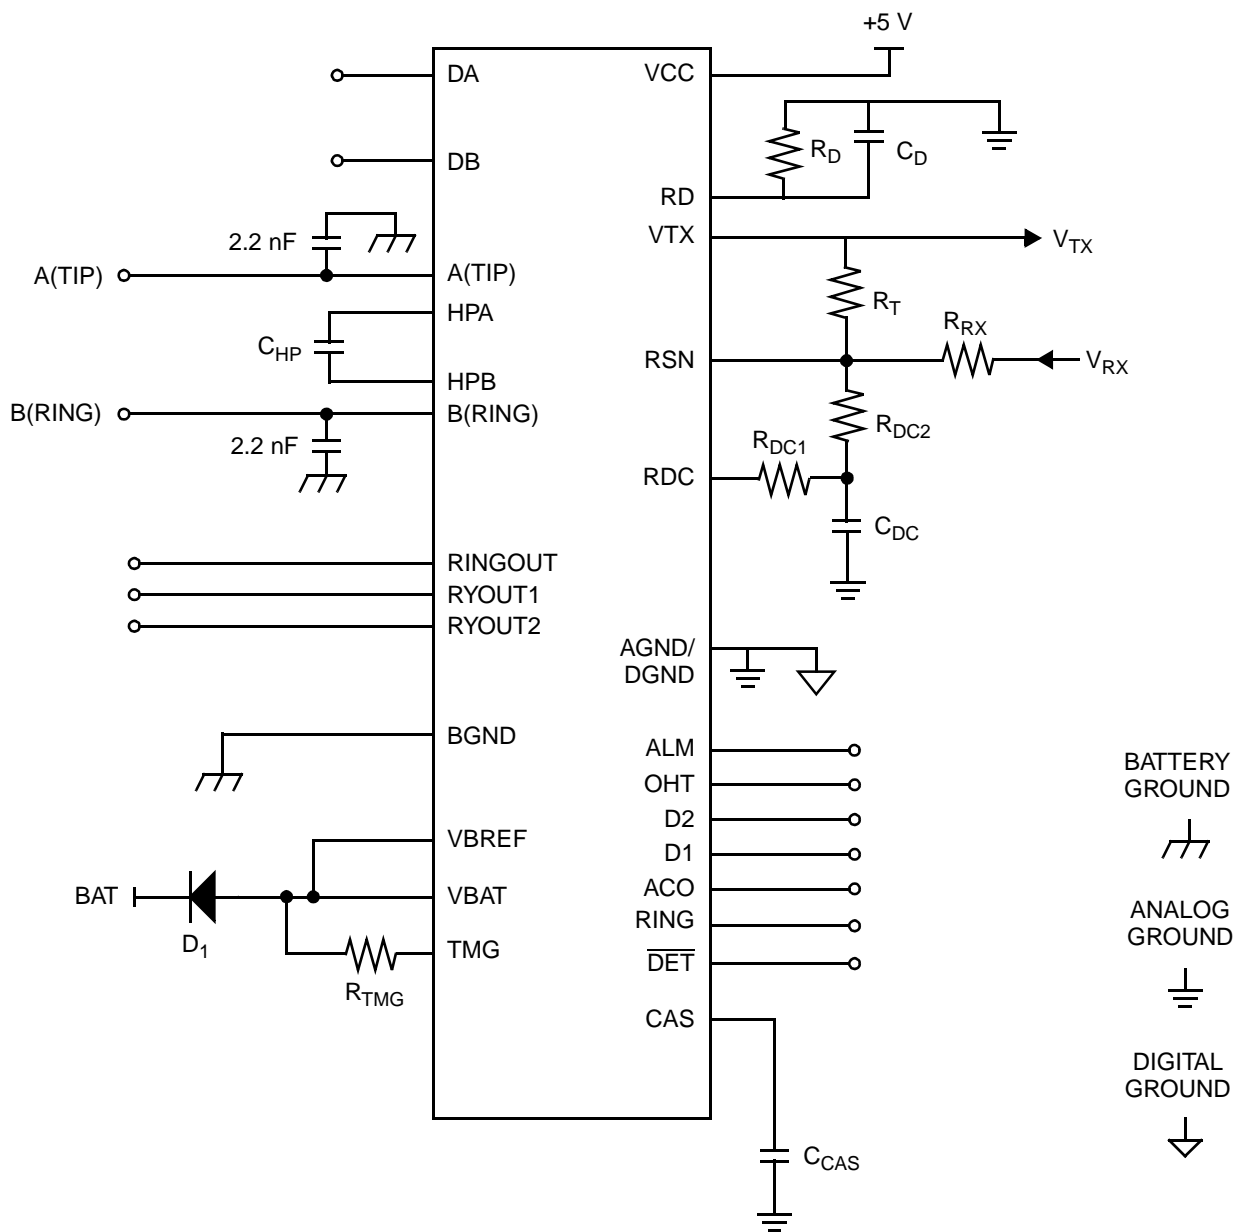 +5 V
DA
VCC
R_D
C_D
DB
RD
2.2 nF
VTX
V_TX
A(TIP)
A(TIP)
R_T
HPA
R_RX
C_HP
RSN
V_RX
HPB
B(RING)
B(RING)
R_DC2
2.2 nF
R_DC1
RDC
C_DC
RINGOUT
RYOUT1
RYOUT2
AGND/
DGND
BGND
ALM
OHT
D2
D1
ACO
RING
DET
CAS
VBREF
BAT
VBAT
D_1
TMG
R_TMG
C_CAS
BATTERY
GROUND
ANALOG
GROUND
DIGITAL
GROUND